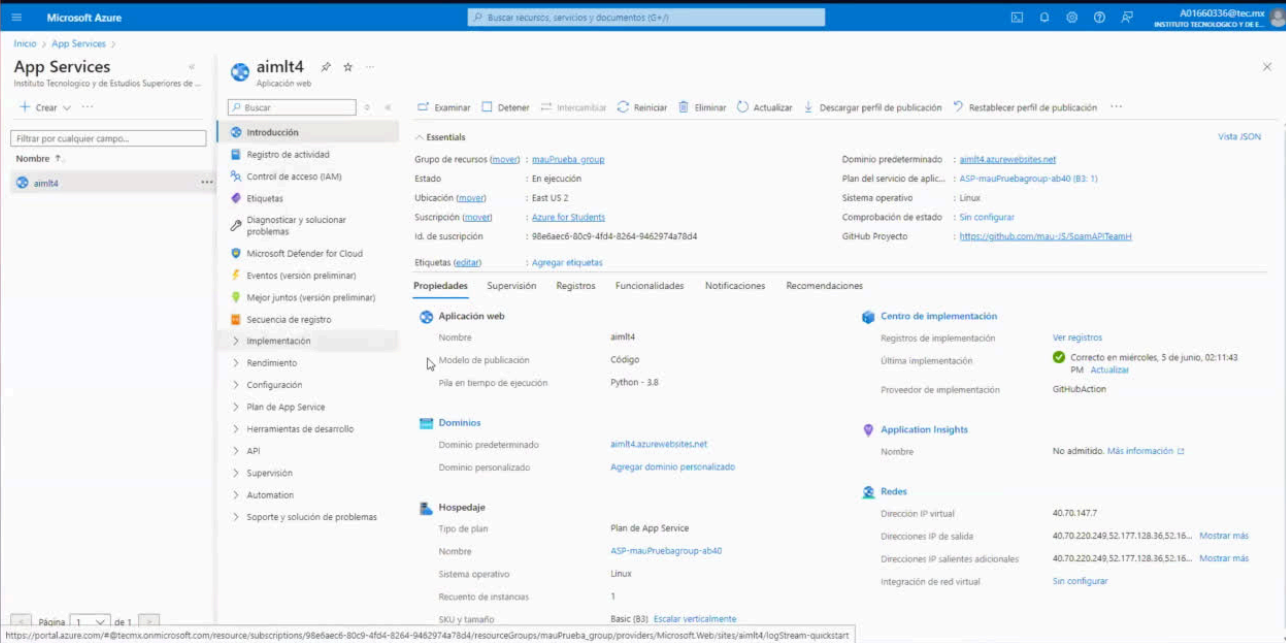 Microsoft Azure
Buscar recursos, servicios y documentos (G+/)
A01660336@tec.mx
INSTITUTO TECNOLOGICO Y DE E...
Inicio > App Services >
App Services
Instituto Tecnologico y de Estudios Superiores de ...
Crear
Filtrar por cualquier campo...
Nombre ↑
aimlt4
Página 1 de 1
aimlt4
Aplicación web
Buscar
Introducción
Registro de actividad
Control de acceso (IAM)
Etiquetas
Diagnosticar y solucionar
problemas
Microsoft Defender for Cloud
Eventos (versión preliminar)
Mejor juntos (versión preliminar)
Secuencia de registro
Implementación
Rendimiento
Configuración
Plan de App Service
Herramientas de desarrollo
API
Supervisión
Automation
Soporte y solución de problemas
Examinar Detener Intercambiar Reiniciar Eliminar Actualizar Descargar perfil de publicación Restablecer perfil de publicación ...
Essentials
Vista JSON
Grupo de recursos (mover) : mauPrueba_group
Estado : En ejecución
Ubicación (mover) : East US 2
Suscripción (mover) : Azure for Students
Id. de suscripción : 98e6aec6-80c9-4fd4-8264-9462974a78d4
Etiquetas (editar) : Agregar etiquetas
Dominio predeterminado : aimlt4.azurewebsites.net
Plan del servicio de aplic... : ASP-mauPruebagroup-ab40 (B3: 1)
Sistema operativo : Linux
Comprobación de estado : Sin configurar
GitHub Proyecto : https://github.com/mau-JS/SpamAPITeamH
Propiedades Supervisión Registros Funcionalidades Notificaciones Recomendaciones
Aplicación web
Nombre aimlt4
Modelo de publicación Código
Pila en tiempo de ejecución Python - 3.8
Dominios
Dominio predeterminado aimlt4.azurewebsites.net
Dominio personalizado Agregar dominio personalizado
Hospedaje
Tipo de plan Plan de App Service
Nombre ASP-mauPruebagroup-ab40
Sistema operativo Linux
Recuento de instancias 1
SKU y tamaño Basic (B3) Escalar verticalmente
Centro de implementación
Registros de implementación Ver registros
Última implementación Correcto en miércoles, 5 de junio, 02:11:43
PM Actualizar
Proveedor de implementación GitHubAction
Application Insights
Nombre No admitido. Más información
Redes
Dirección IP virtual 40.70.147.7
Direcciones IP de salida 40.70.220.249,52.177.128.36,52.16... Mostrar más
Direcciones IP salientes adicionales 40.70.220.249,52.177.128.36,52.16... Mostrar más
Integración de red virtual Sin configurar
https://portal.azure.com/#@tecmx.onmicrosoft.com/resource/subscriptions/98e6aec6-80c9-4fd4-8264-9462974a78d4/resourceGroups/mauPrueba_group/providers/Microsoft.Web/sites/aimlt4/logStream-quickstart